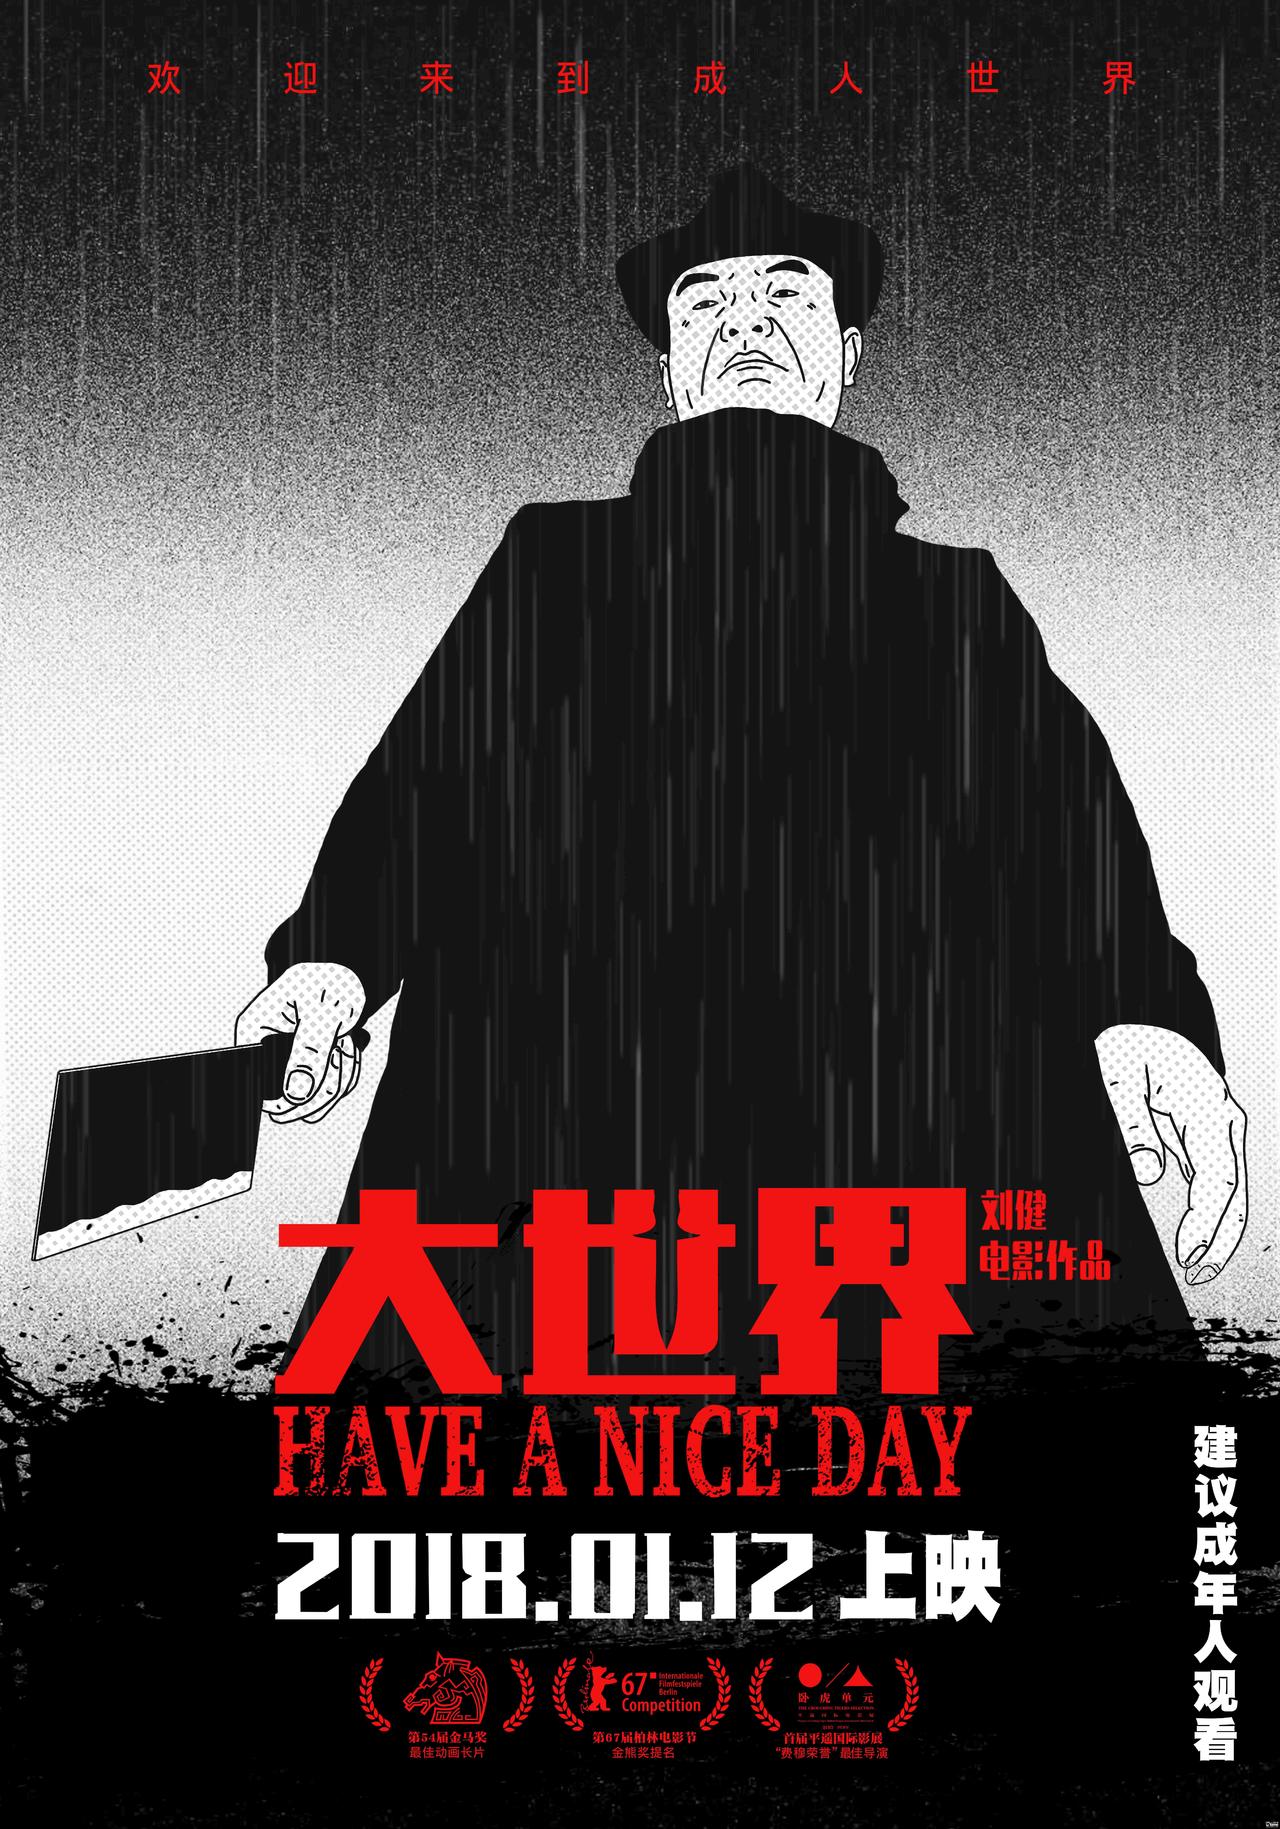 欢迎来到成人世界
大世界
刘健
电影作品
HAVE A NICE DAY
2018.01.12 上映
建议成年人观看
第54届金马奖
最佳动画长片
Berlinale
67 Internationale
Filmfestspiele
Berlin
Competition
第67届柏林电影节
金熊奖提名
卧虎单元
首届平遥国际影展
“费穆荣誉”最佳导演